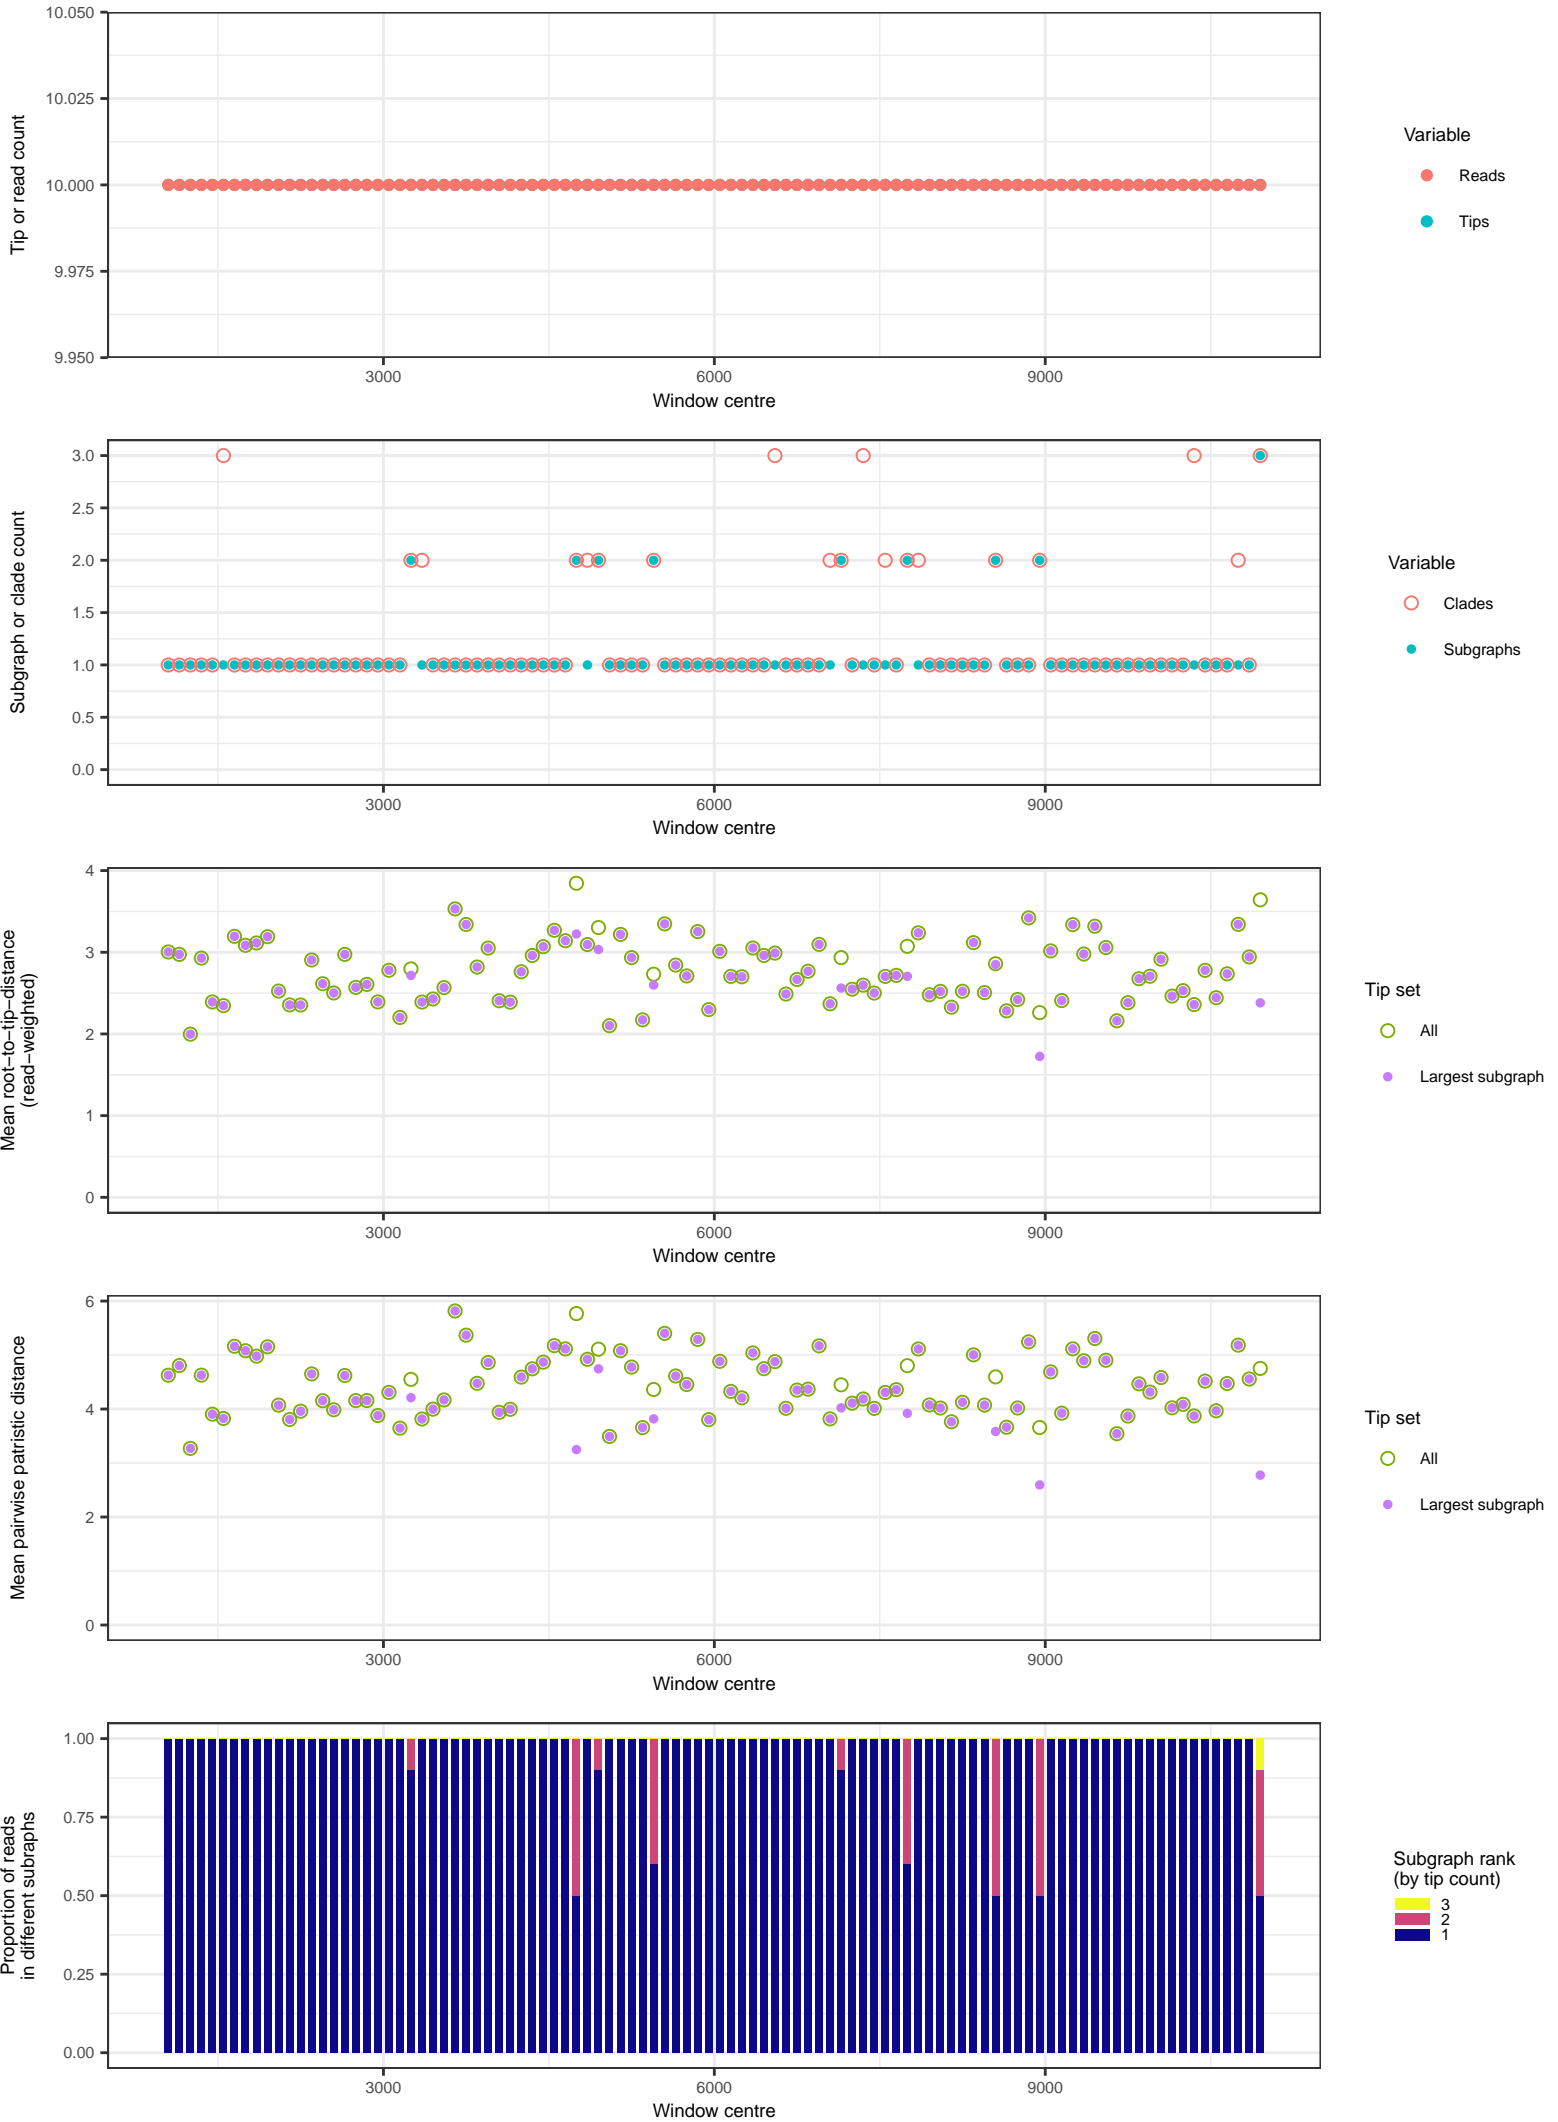 10.050
10.025
10.000
9.975
9.950
Tip or read count
3000 6000 9000
Window centre
Variable
Reads
Tips
3.0
2.5
2.0
1.5
1.0
0.5
0.0
Subgraph or clade count
3000 6000 9000
Window centre
Variable
Clades
Subgraphs
4
3
2
1
0
Mean root−to−tip−distance
(read−weighted)
3000 6000 9000
Window centre
Tip set
All
Largest subgraph
6
4
2
0
Mean pairwise patristic distance
3000 6000 9000
Window centre
Tip set
All
Largest subgraph
1.00
0.75
0.50
0.25
0.00
Proportion of reads
in different subraphs
3000 6000 9000
Window centre
Subgraph rank
(by tip count)
3
2
1